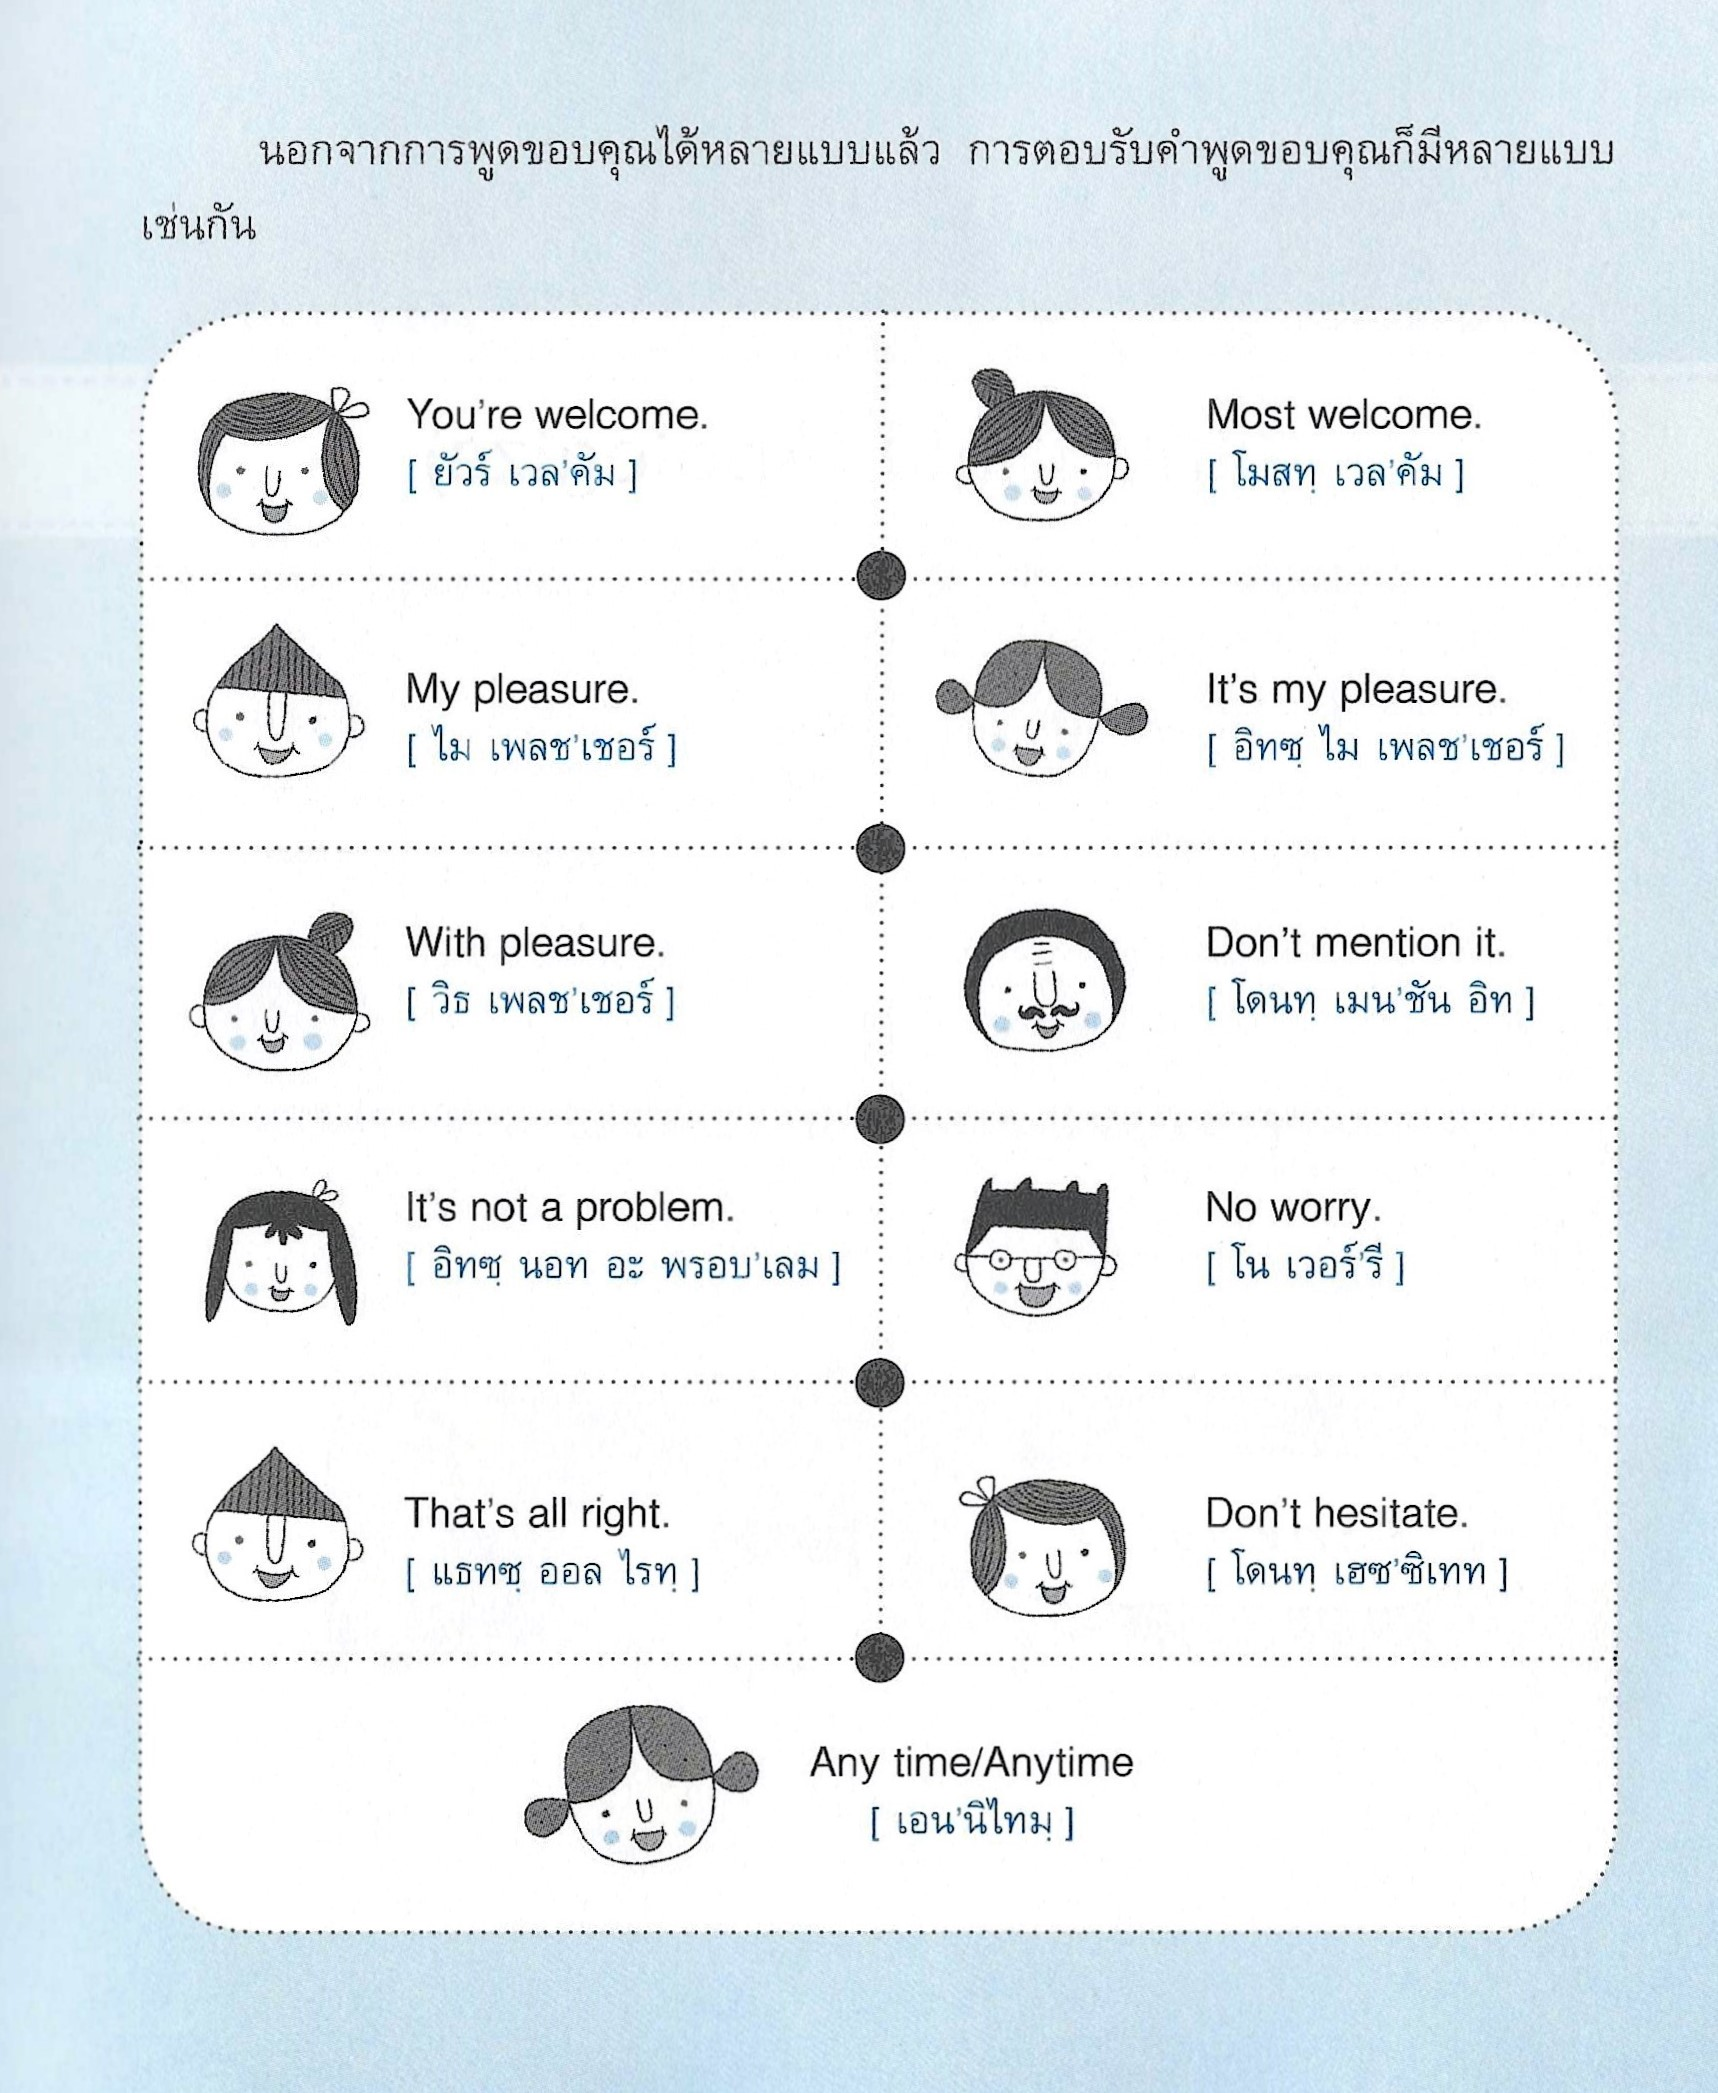 นอกจากการพูดขอบคุณได้หลายแบบแล้ว การตอบรับคำพูดขอบคุณก็มีหลายแบบ
เช่นกัน
You're welcome.
[ ยัวร์ เวล'คัม ]
Most welcome.
[ โมสทฺ เวล'คัม ]
My pleasure.
[ ไม เพลช'เชอร์ ]
It's my pleasure.
[ อิทซฺ ไม เพลช'เชอร์ ]
With pleasure.
[ วิธ เพลช'เชอร์ ]
Don't mention it.
[ โดนทฺ เมน'ชัน อิท ]
It's not a problem.
[ อิทซฺ นอท อะ พรอบ'เลม ]
No worry.
[ โน เวอร์'รี ]
That's all right.
[ แธทซฺ ออล ไรทฺ ]
Don't hesitate.
[ โดนทฺ เฮซ'ซิเทท ]
Any time/Anytime
[ เอน'นิไทมฺ ]